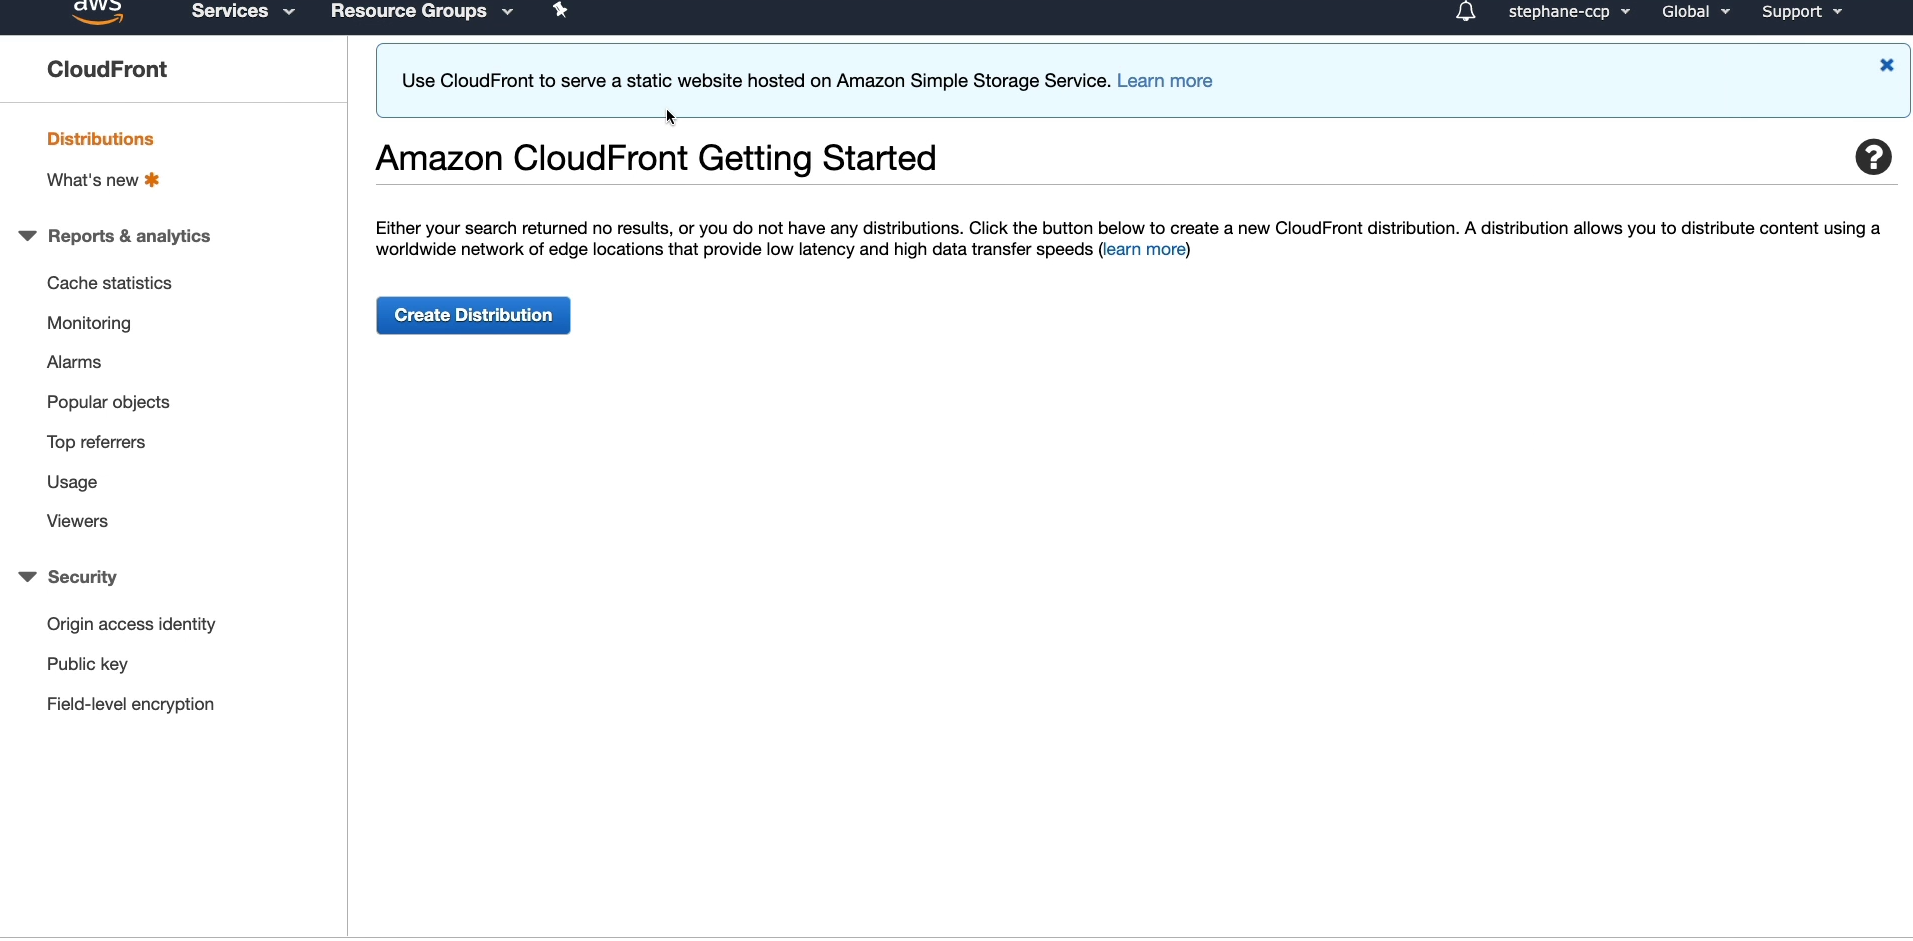 aws
Services
Resource Groups
stephane-ccp
Global
Support
CloudFront
Distributions
What's new
Reports & analytics
Cache statistics
Monitoring
Alarms
Popular objects
Top referrers
Usage
Viewers
Security
Origin access identity
Public key
Field-level encryption
Use CloudFront to serve a static website hosted on Amazon Simple Storage Service. Learn more
Amazon CloudFront Getting Started
Either your search returned no results, or you do not have any distributions. Click the button below to create a new CloudFront distribution. A distribution allows you to distribute content using a
worldwide network of edge locations that provide low latency and high data transfer speeds (learn more)
Create Distribution